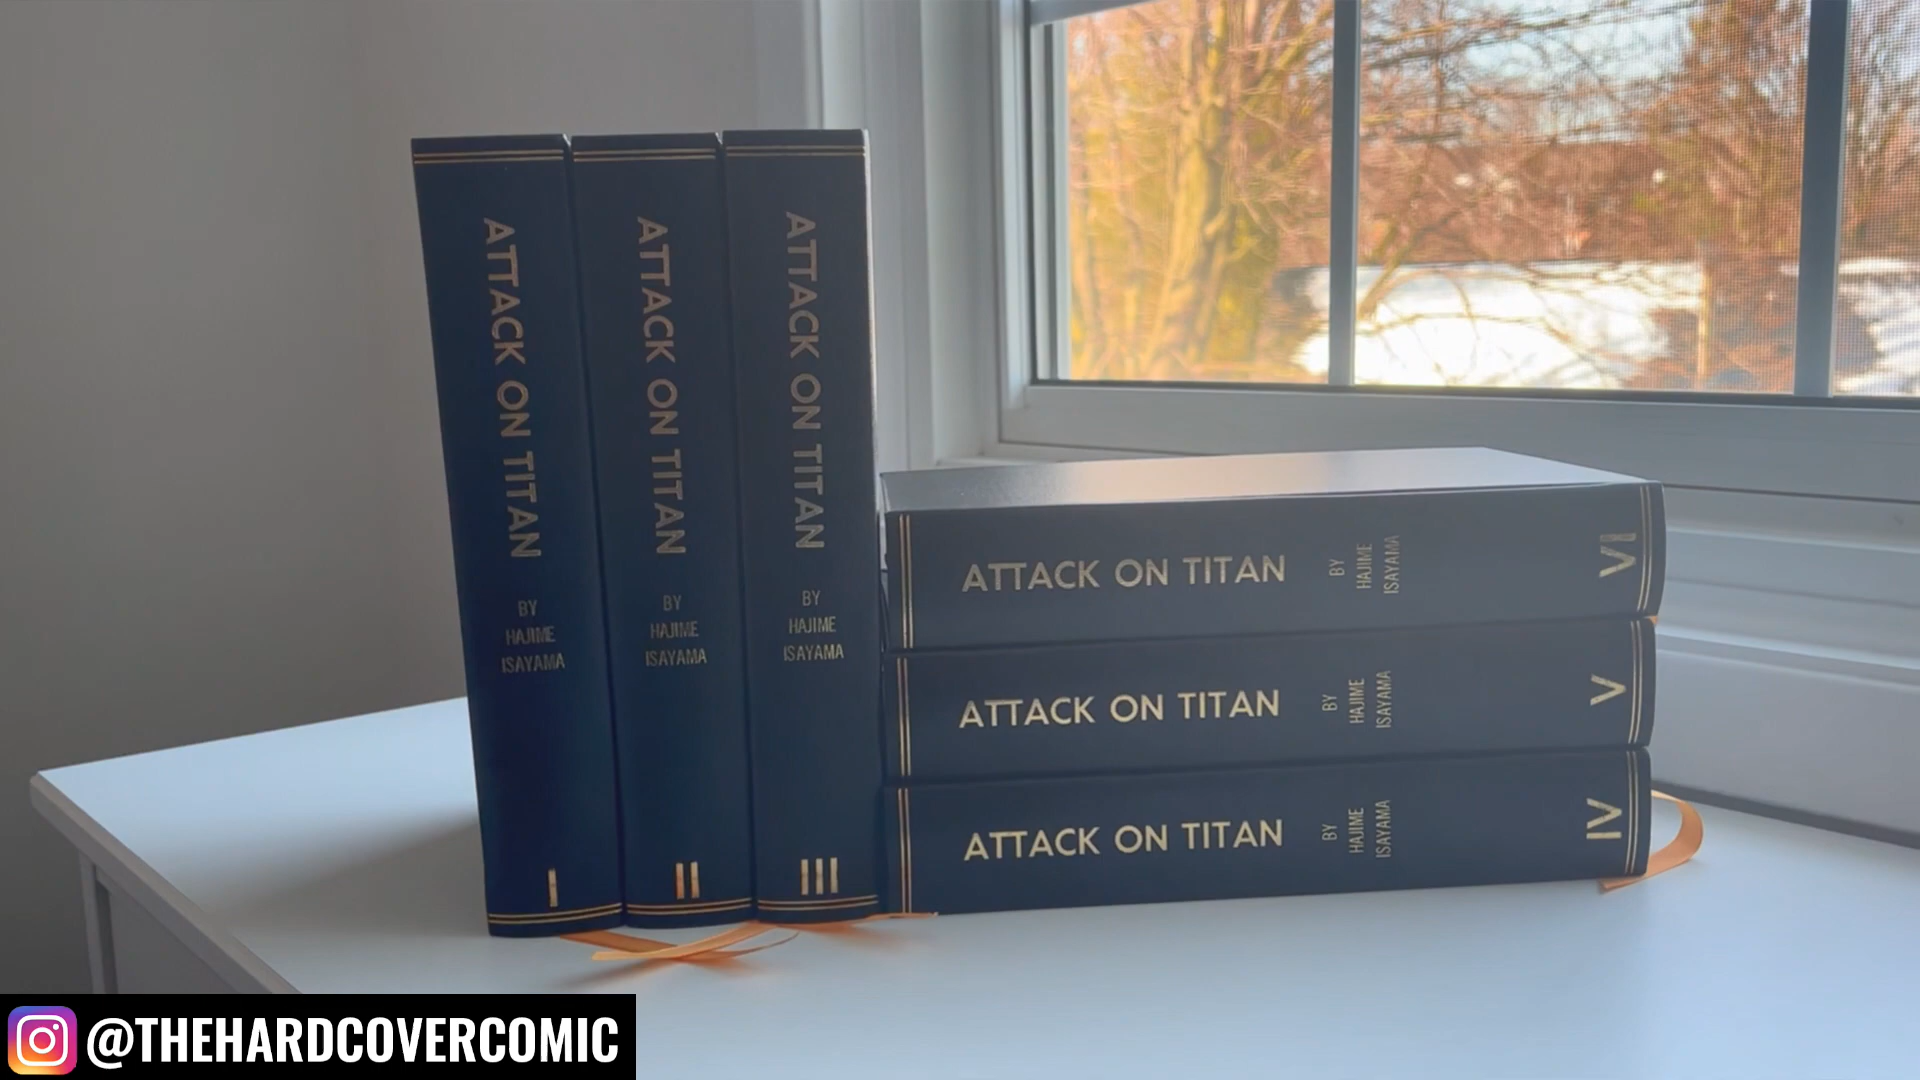 ATTACK ON TITAN
BY
HAJIME
ISAYAMA
I
ATTACK ON TITAN
BY
HAJIME
ISAYAMA
II
ATTACK ON TITAN
BY
HAJIME
ISAYAMA
III
ATTACK ON TITAN
BY
HAJIME
ISAYAMA
VI
ATTACK ON TITAN
BY
HAJIME
ISAYAMA
V
ATTACK ON TITAN
BY
HAJIME
ISAYAMA
IV
@THEHARDCOVERCOMIC